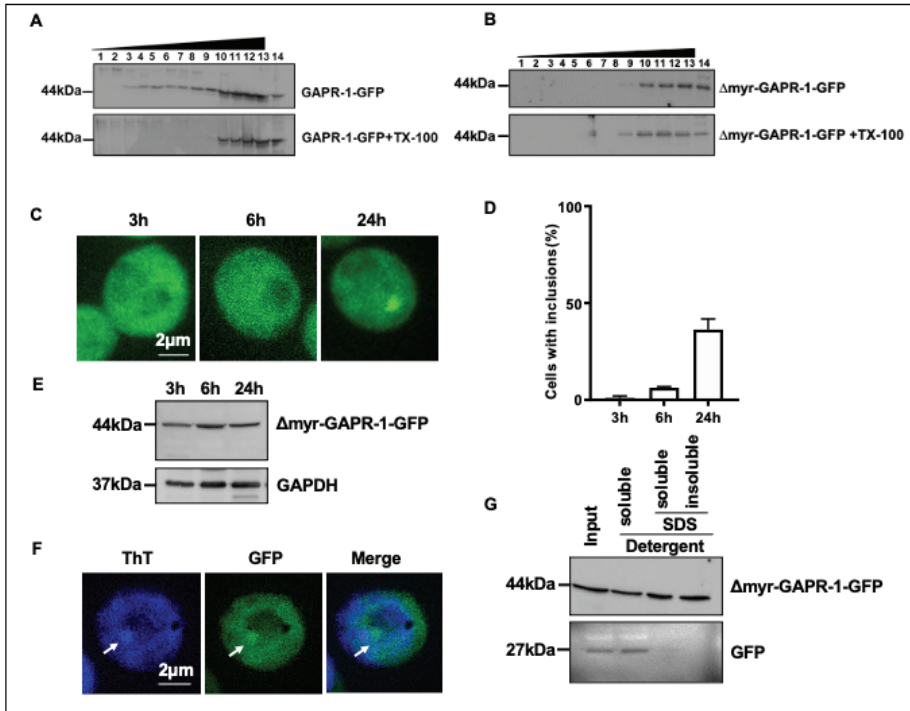 A
1 2 3 4 5 6 7 8 9 10 11 12 13 14
44kDa
GAPR-1-GFP
44kDa
GAPR-1-GFP+TX-100
B
1 2 3 4 5 6 7 8 9 10 11 12 13 14
44kDa
Δmyr-GAPR-1-GFP
44kDa
Δmyr-GAPR-1-GFP +TX-100
C
3h 6h 24h
2μm
D
Cells with inclusions(%)
100
50
0
3h 6h 24h
E
3h 6h 24h
44kDa
Δmyr-GAPR-1-GFP
37kDa
GAPDH
F
ThT GFP Merge
2μm
G
Input
soluble
soluble
insoluble
SDS
Detergent
44kDa
Δmyr-GAPR-1-GFP
27kDa
GFP